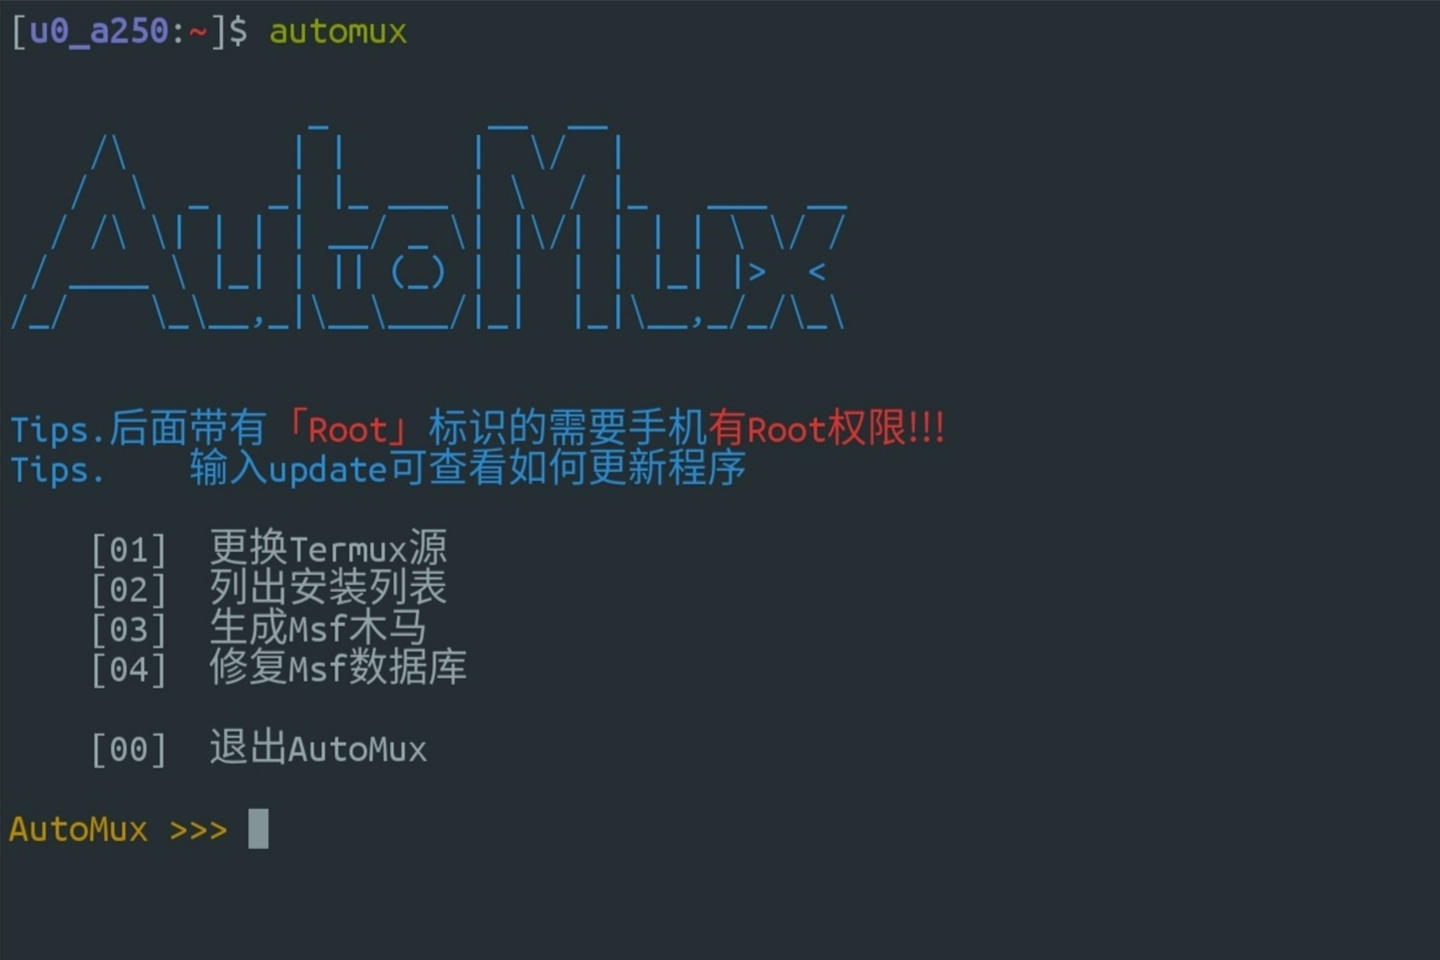 [u0_a250:~]$ automux
AutoMux
Tips.后面带有「Root」标识的需要手机有Root权限!!!
Tips. 输入update可查看如何更新程序
[01] 更换Termux源
[02] 列出安装列表
[03] 生成Msf木马
[04] 修复Msf数据库
[00] 退出AutoMux
AutoMux >>>